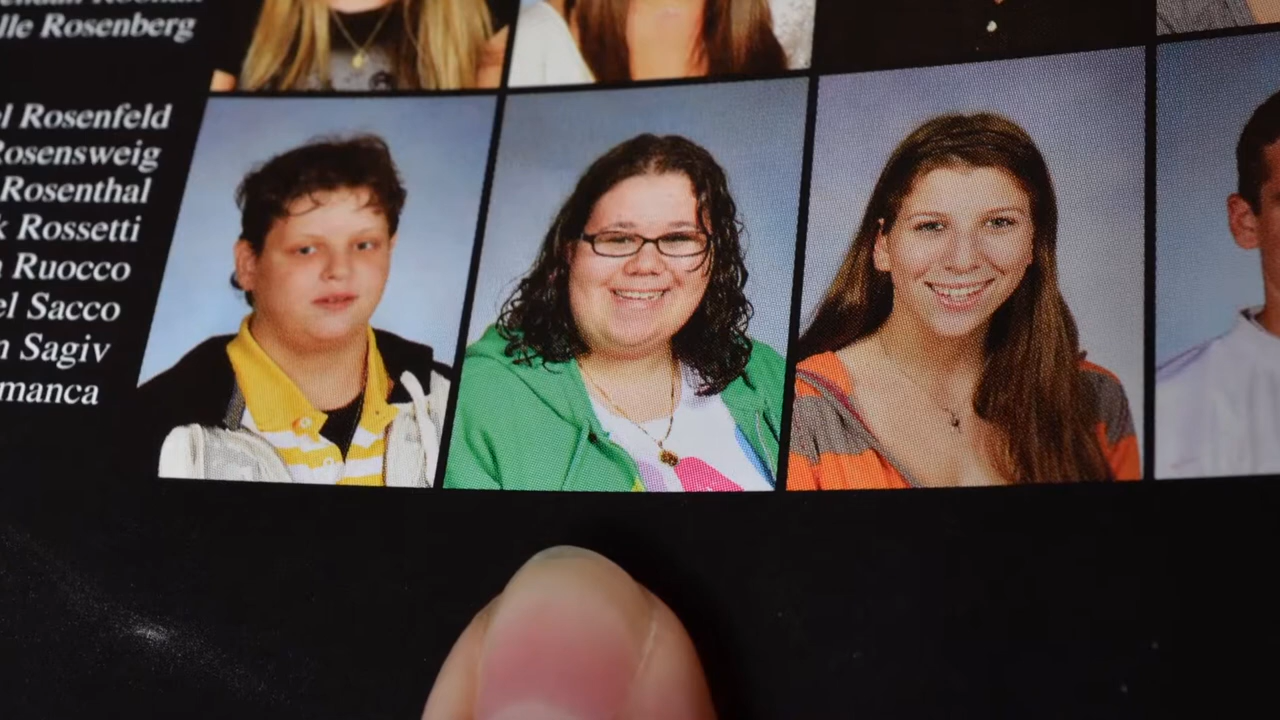 lle Rosenberg
l Rosenfeld
Rosensweig
Rosenthal
k Rossetti
Ruocco
el Sacco
n Sagiv
manca